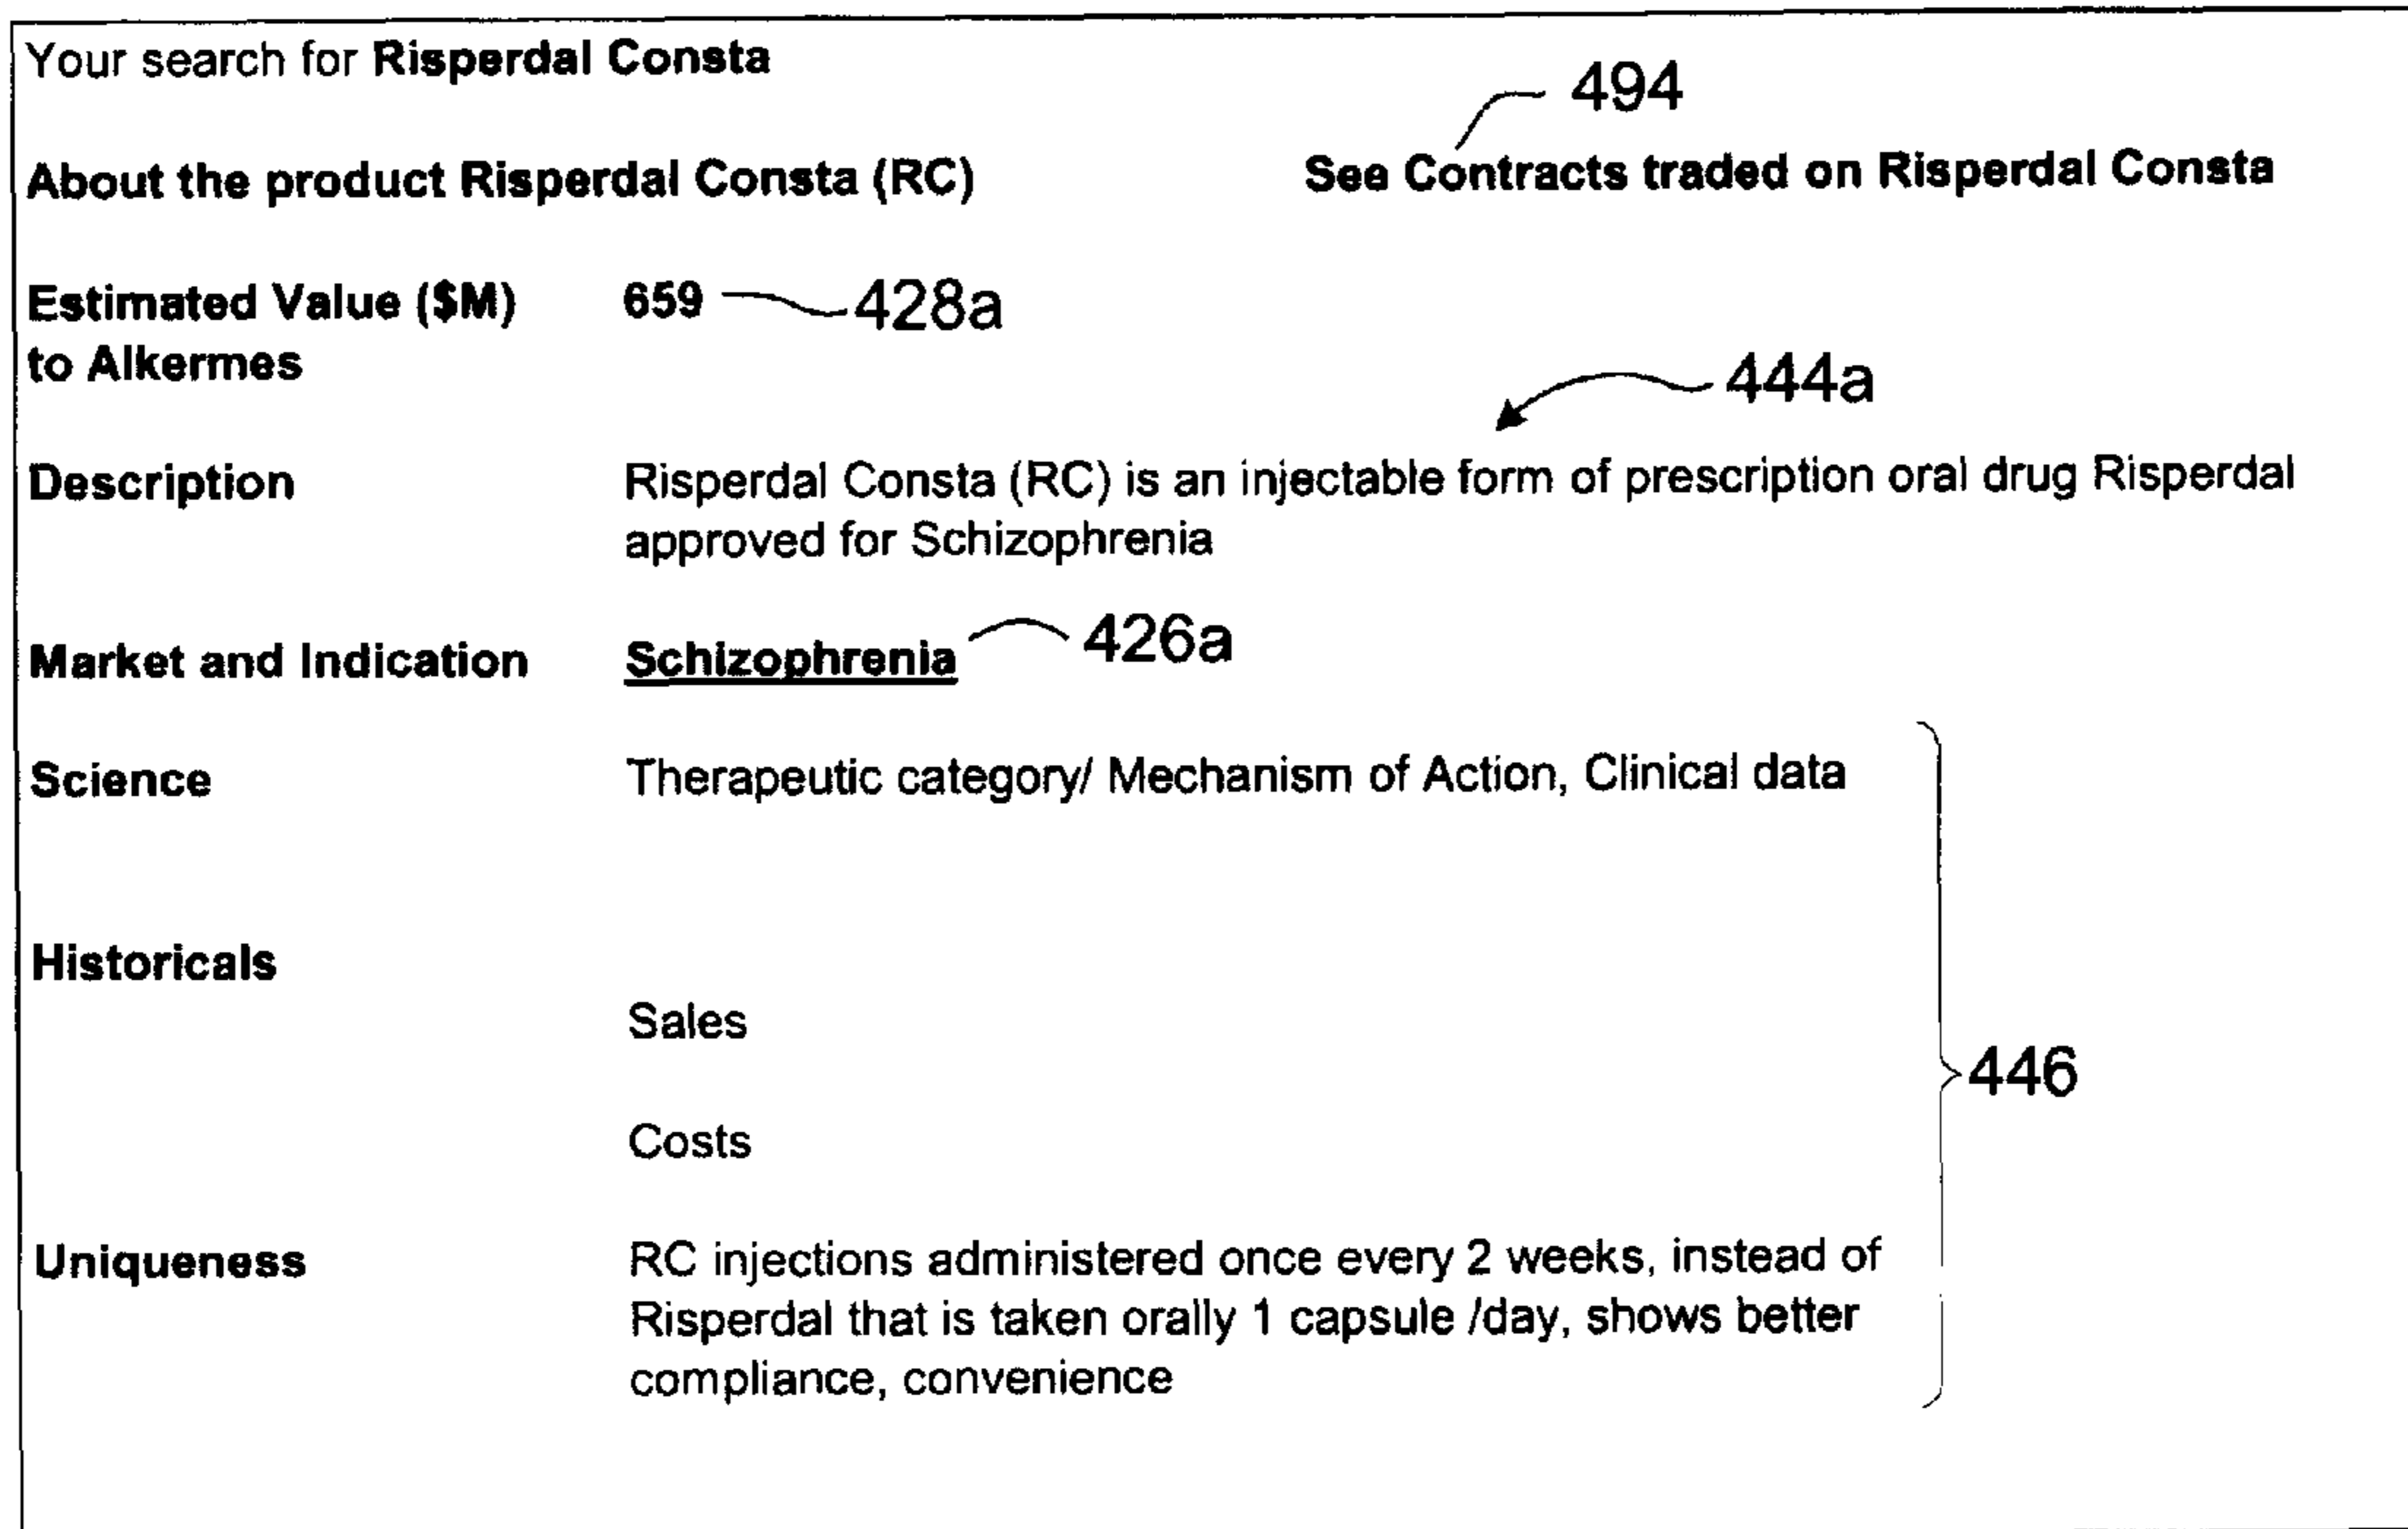 Your search for Risperdal Consta
494
About the product Risperdal Consta (RC) See Contracts traded on Risperdal Consta
Estimated Value ($M) 659 428a
to Alkermes
444a
Description Risperdal Consta (RC) is an injectable form of prescription oral drug Risperdal
approved for Schizophrenia
Market and Indication Schizophrenia 426a
Science Therapeutic category/ Mechanism of Action, Clinical data
Historicals
Sales
446
Costs
Uniqueness RC injections administered once every 2 weeks, instead of
Risperdal that is taken orally 1 capsule /day, shows better
compliance, convenience